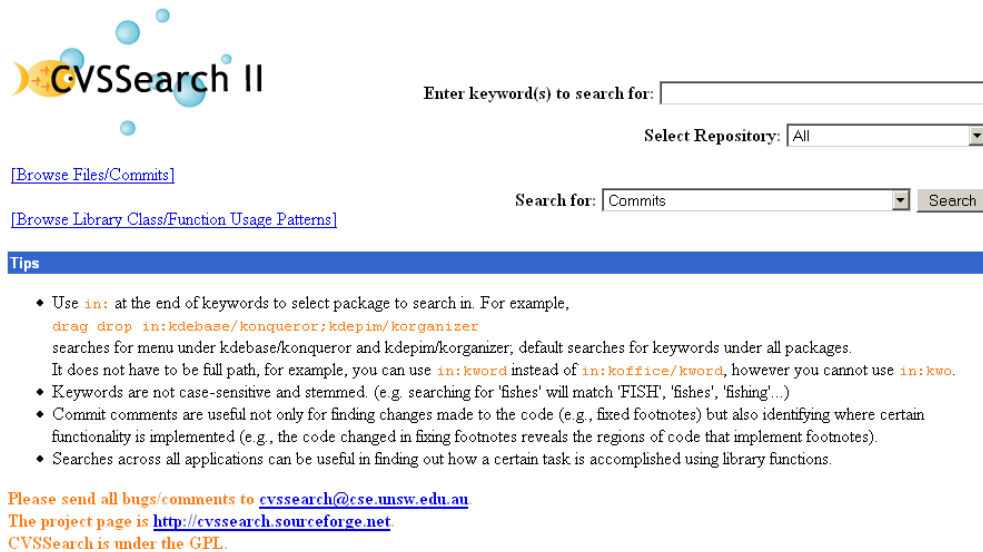 CVSSearch II
Enter keyword(s) to search for:
Select Repository: All
[Browse Files/Commits]
Search for: Commits Search
[Browse Library Class/Function Usage Patterns]
Tips
Use in: at the end of keywords to select package to search in. For example,
drag drop in:kdebase/konqueror;kdepim/korganizer
searches for menu under kdebase/konqueror and kdepim/korganizer; default searches for keywords under all packages.
It does not have to be full path, for example, you can use in:kword instead of in:koffice/kword, however you cannot use in:kwo.
Keywords are not case-sensitive and stemmed. (e.g. searching for 'fishes' will match 'FISH', 'fishes', 'fishing'...)
Commit comments are useful not only for finding changes made to the code (e.g., fixed footnotes) but also identifying where certain
functionality is implemented (e.g., the code changed in fixing footnotes reveals the regions of code that implement footnotes).
Searches across all applications can be useful in finding out how a certain task is accomplished using library functions.
Please send all bugs/comments to cvssearch@cse.unsw.edu.au.
The project page is http://cvssearch.sourceforge.net.
CVSSearch is under the GPL.